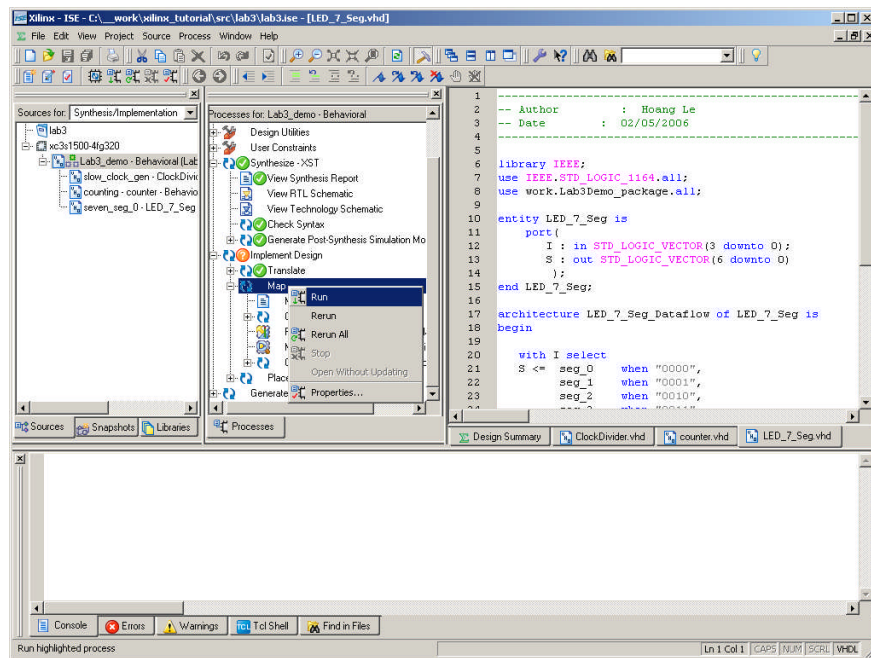 Xilinx - ISE - C:\__work\xilinx_tutorial\src\lab3\lab3.ise - [LED_7_Seg.vhd]
File Edit View Project Source Process Window Help
Sources for: Synthesis/Implementation
lab3
xc3s1500-4fg320
Lab3_demo - Behavioral (Lab
slow_clock_gen - ClockDivic
counting - counter - Behavio
seven_seg_0 - LED_7_Seg
Sources
Snapshots
Libraries
Processes for: Lab3_demo - Behavioral
Design Utilities
User Constraints
Synthesize - XST
View Synthesis Report
View RTL Schematic
View Technology Schematic
Check Syntax
Generate Post-Synthesis Simulation Mo
Implement Design
Translate
Map
Place
Generate
Run
Rerun
Rerun All
Stop
Open Without Updating
Properties...
Processes
1 --------------------------------------------------
2 -- Author : Hoang Le
3 -- Date : 02/05/2006
4 --------------------------------------------------
5
6 library IEEE;
7 use IEEE.STD_LOGIC_1164.all;
8 use work.Lab3Demo_package.all;
9
10 entity LED_7_Seg is
11 port(
12 I : in STD_LOGIC_VECTOR(3 downto 0);
13 S : out STD_LOGIC_VECTOR(6 downto 0)
14 );
15 end LED_7_Seg;
16
17 architecture LED_7_Seg_Dataflow of LED_7_Seg is
18 begin
19
20 with I select
21 S <= seg_0 when "0000",
22 seg_1 when "0001",
23 seg_2 when "0010",
Design Summary
ClockDivider.vhd
counter.vhd
LED_7_Seg.vhd
Console
Errors
Warnings
Tcl Shell
Find in Files
Run highlighted process
Ln 1 Col 1 CAPS NUM SCRL VHDL